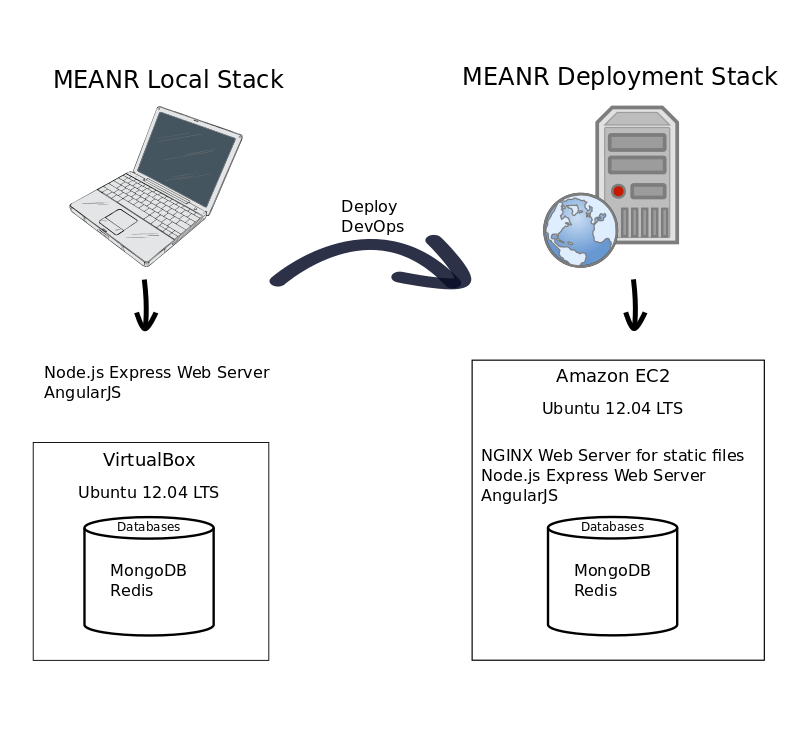 MEANR Local Stack
MEANR Deployment Stack
Deploy
DevOps
Node.js Express Web Server
AngularJS
VirtualBox
Ubuntu 12.04 LTS
Databases
MongoDB
Redis
Amazon EC2
Ubuntu 12.04 LTS
NGINX Web Server for static files
Node.js Express Web Server
AngularJS
Databases
MongoDB
Redis